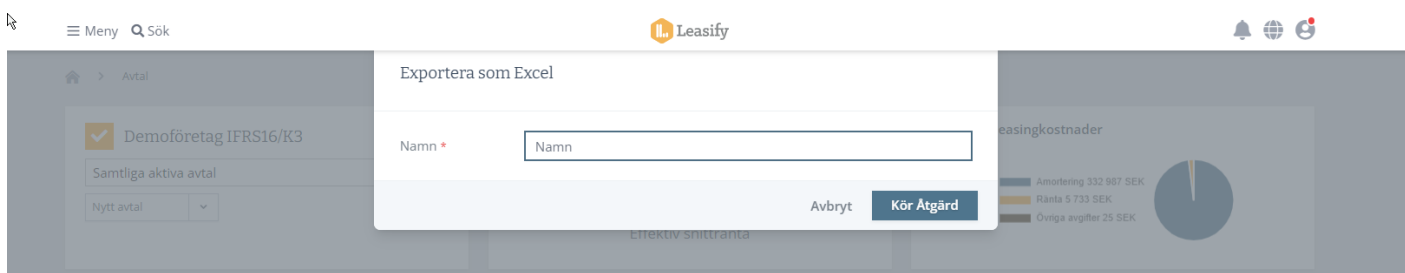 Meny Sök Leasify
> Avtal
Exportera som Excel
Demoföretag IFRS16/K3
easingkostnader
Namn * Namn
Samtliga aktiva avtal
Amortering 332 987 SEK
Ränta 5 733 SEK
Övriga avgifter 25 SEK
Nytt avtal
Avbryt Kör Åtgärd
Effektiv snittränta